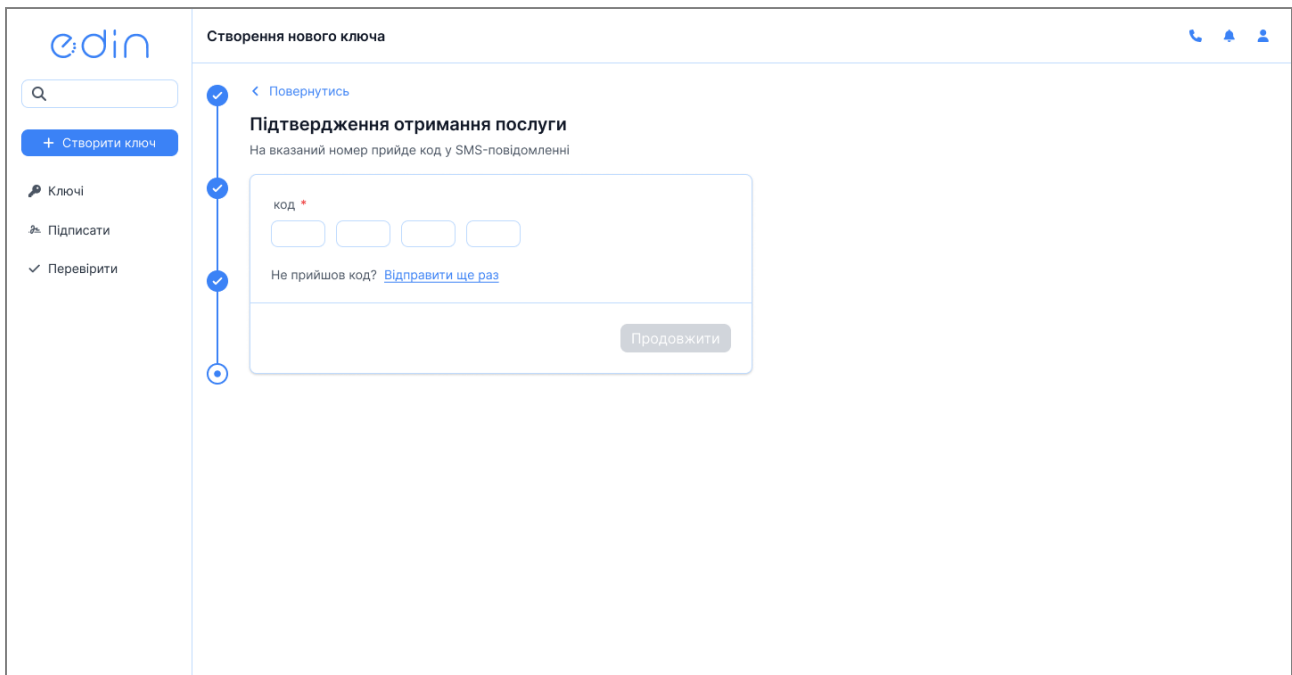 edin
Створення нового ключа
+ Створити ключ
Ключі
Підписати
Перевірити
Повернутись
Підтвердження отримання послуги
На вказаний номер прийде код у SMS-повідомленні
код *
Не прийшов код? Відправити ще раз
Продовжити